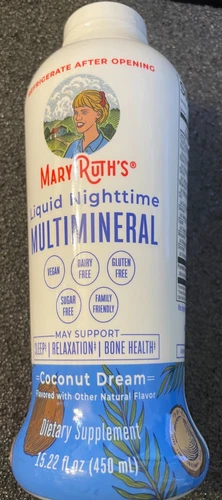 REFRIGERATE AFTER OPENING
MARY RUTH'S®
Liquid Nighttime
MULTIMINERAL
VEGAN
DAIRY
FREE
GLUTEN
FREE
SUGAR
FREE
FAMILY
FRIENDLY
MAY SUPPORT
SLEEP‡ | RELAXATION‡ | BONE HEALTH‡
Coconut Dream
Flavored with Other Natural Flavor
Dietary Supplement
15.22 fl oz (450 mL)